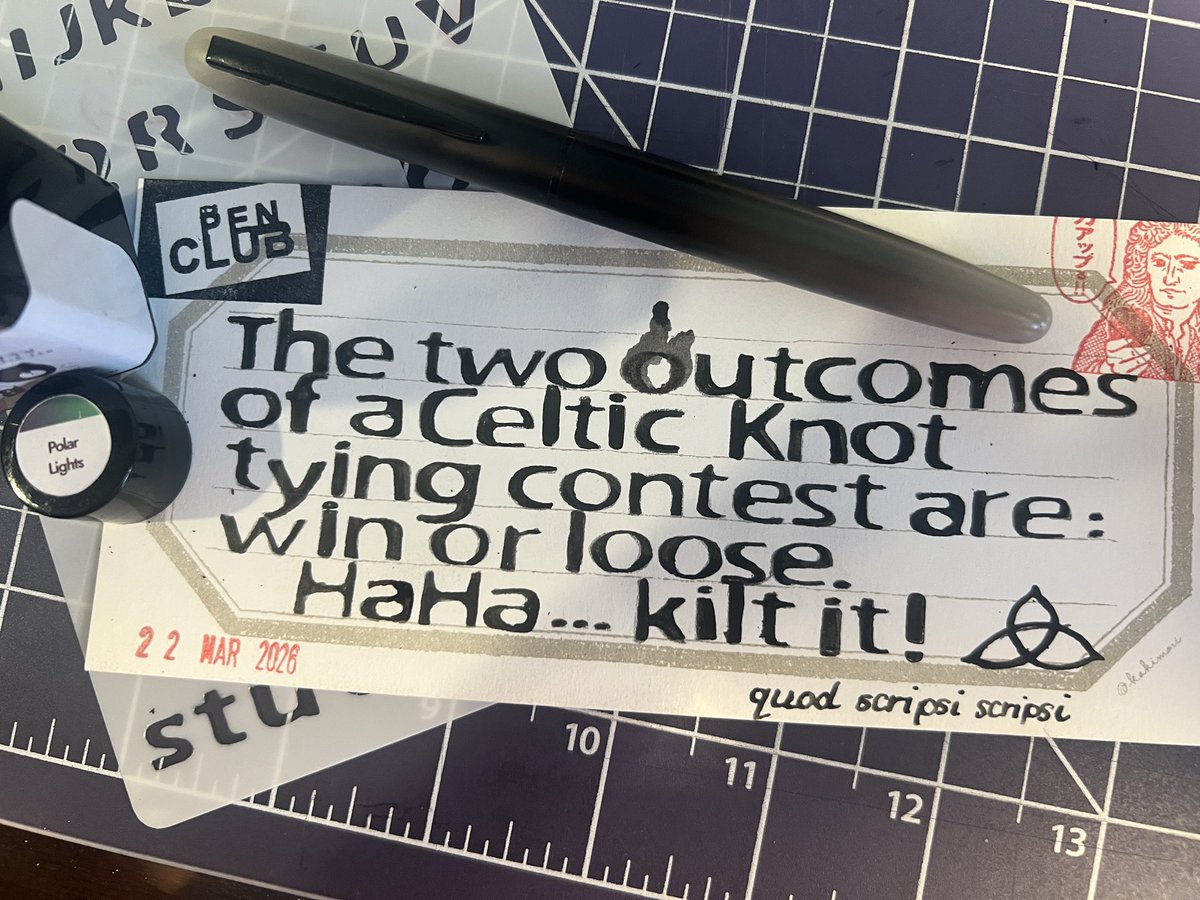 BEN
CLUB
The two outcomes
of a Celtic Knot
tying contest are:
win or loose.
HaHa... kilt it!
22 MAR 2026
quod scripsi scripsi
Polar
Lights
stu
10
11
12
13
9